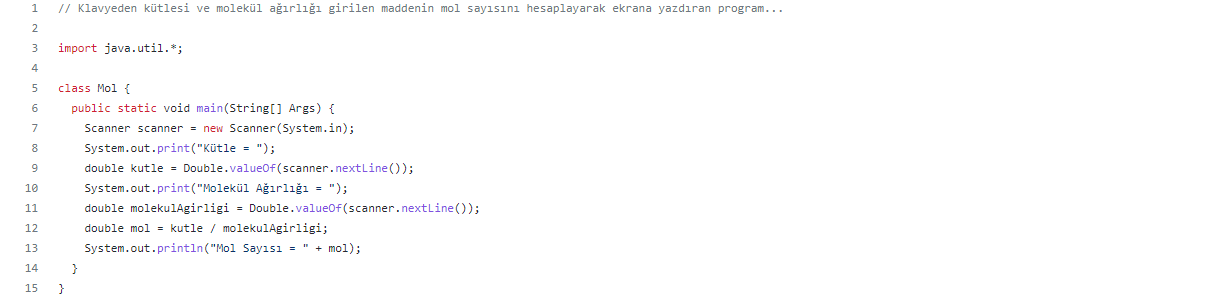 1 // Klavyeden kütlesi ve molekül ağırlığı girilen maddenin mol sayısını hesaplayarak ekrana yazdıran program...
2
3 import java.util.*;
4
5 class Mol {
6 public static void main(String[] Args) {
7 Scanner scanner = new Scanner(System.in);
8 System.out.print("Kütle = ");
9 double kutle = Double.valueOf(scanner.nextLine());
10 System.out.print("Molekül Ağırlığı = ");
11 double molekulAgirligi = Double.valueOf(scanner.nextLine());
12 double mol = kutle / molekulAgirligi;
13 System.out.println("Mol Sayısı = " + mol);
14 }
15 }